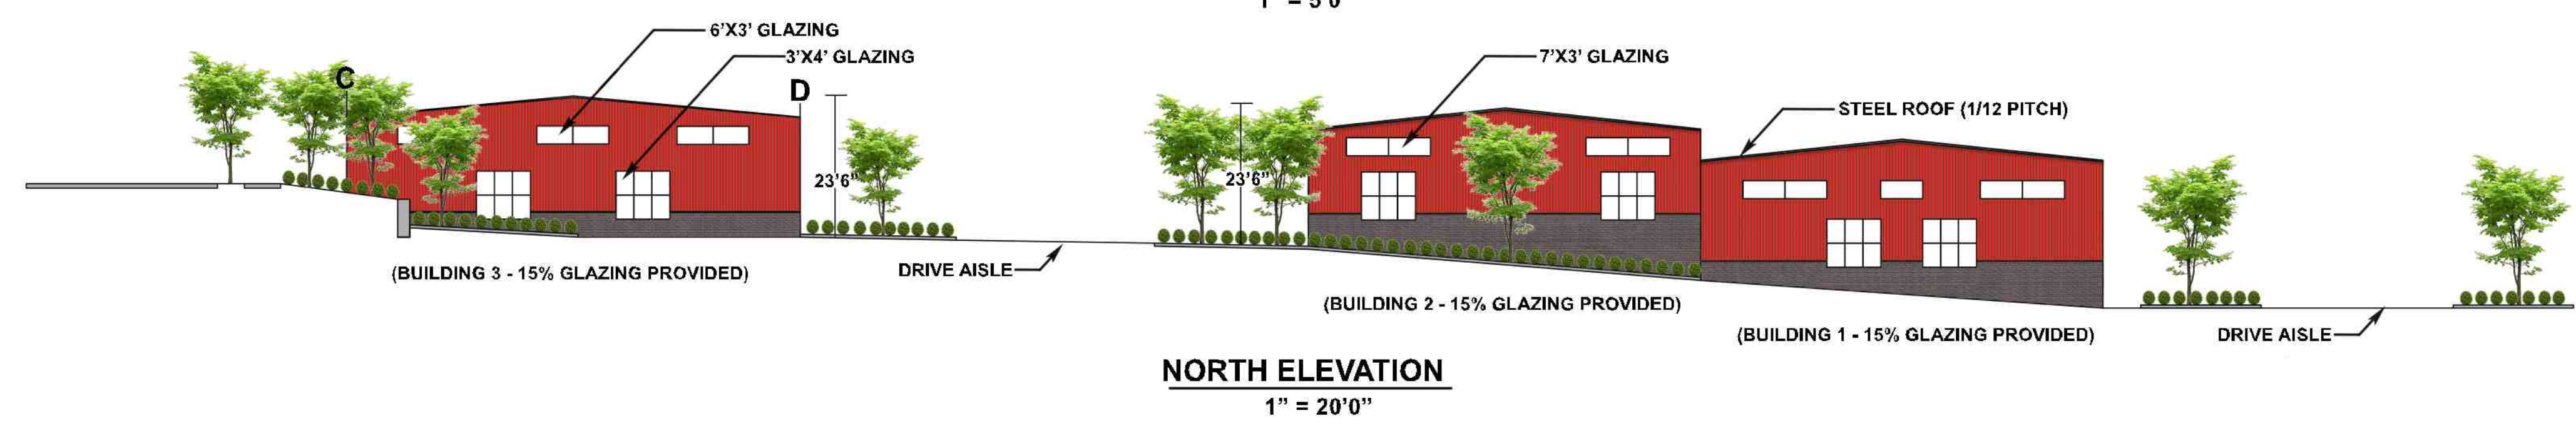 6'X3' GLAZING
3'X4' GLAZING
C
D
23'6"
7'X3' GLAZING
23'6"
STEEL ROOF (1/12 PITCH)
(BUILDING 3 - 15% GLAZING PROVIDED)
DRIVE AISLE
(BUILDING 2 - 15% GLAZING PROVIDED)
(BUILDING 1 - 15% GLAZING PROVIDED)
DRIVE AISLE
NORTH ELEVATION
1" = 20'0"